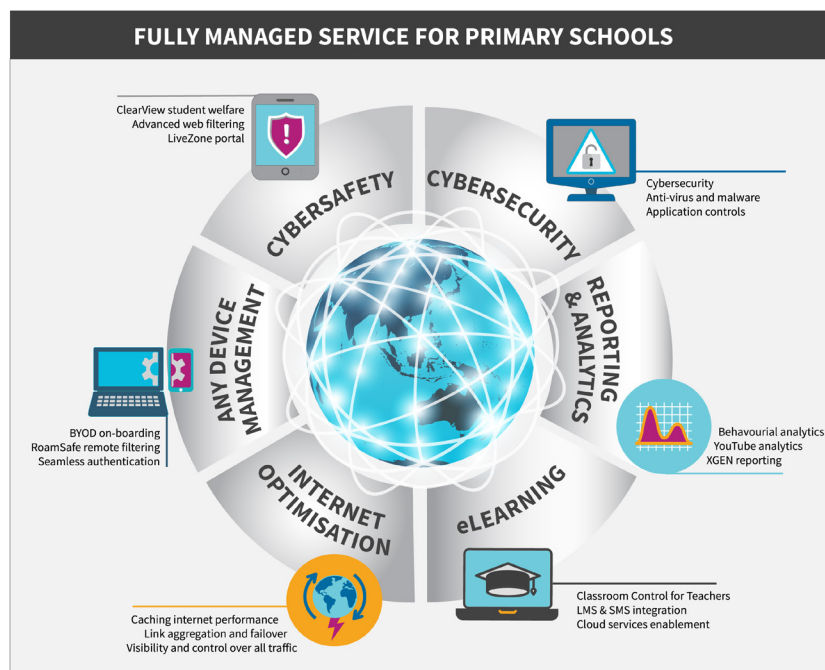 FULLY MANAGED SERVICE FOR PRIMARY SCHOOLS
ClearView student welfare
Advanced web filtering
LiveZone portal
CYBERSAFETY
CYBERSECURITY
Cybersecurity
Anti-virus and malware
Application controls
REPORTING
& ANALYTICS
Behavourial analytics
YouTube analytics
XGEN reporting
eLEARNING
Classroom Control for Teachers
LMS & SMS integration
Cloud services enablement
INTERNET
OPTIMISATION
Caching internet performance
Link aggregation and failover
Visibility and control over all traffic
ANY DEVICE
MANAGEMENT
BYOD on-boarding
RoamSafe remote filtering
Seamless authentication